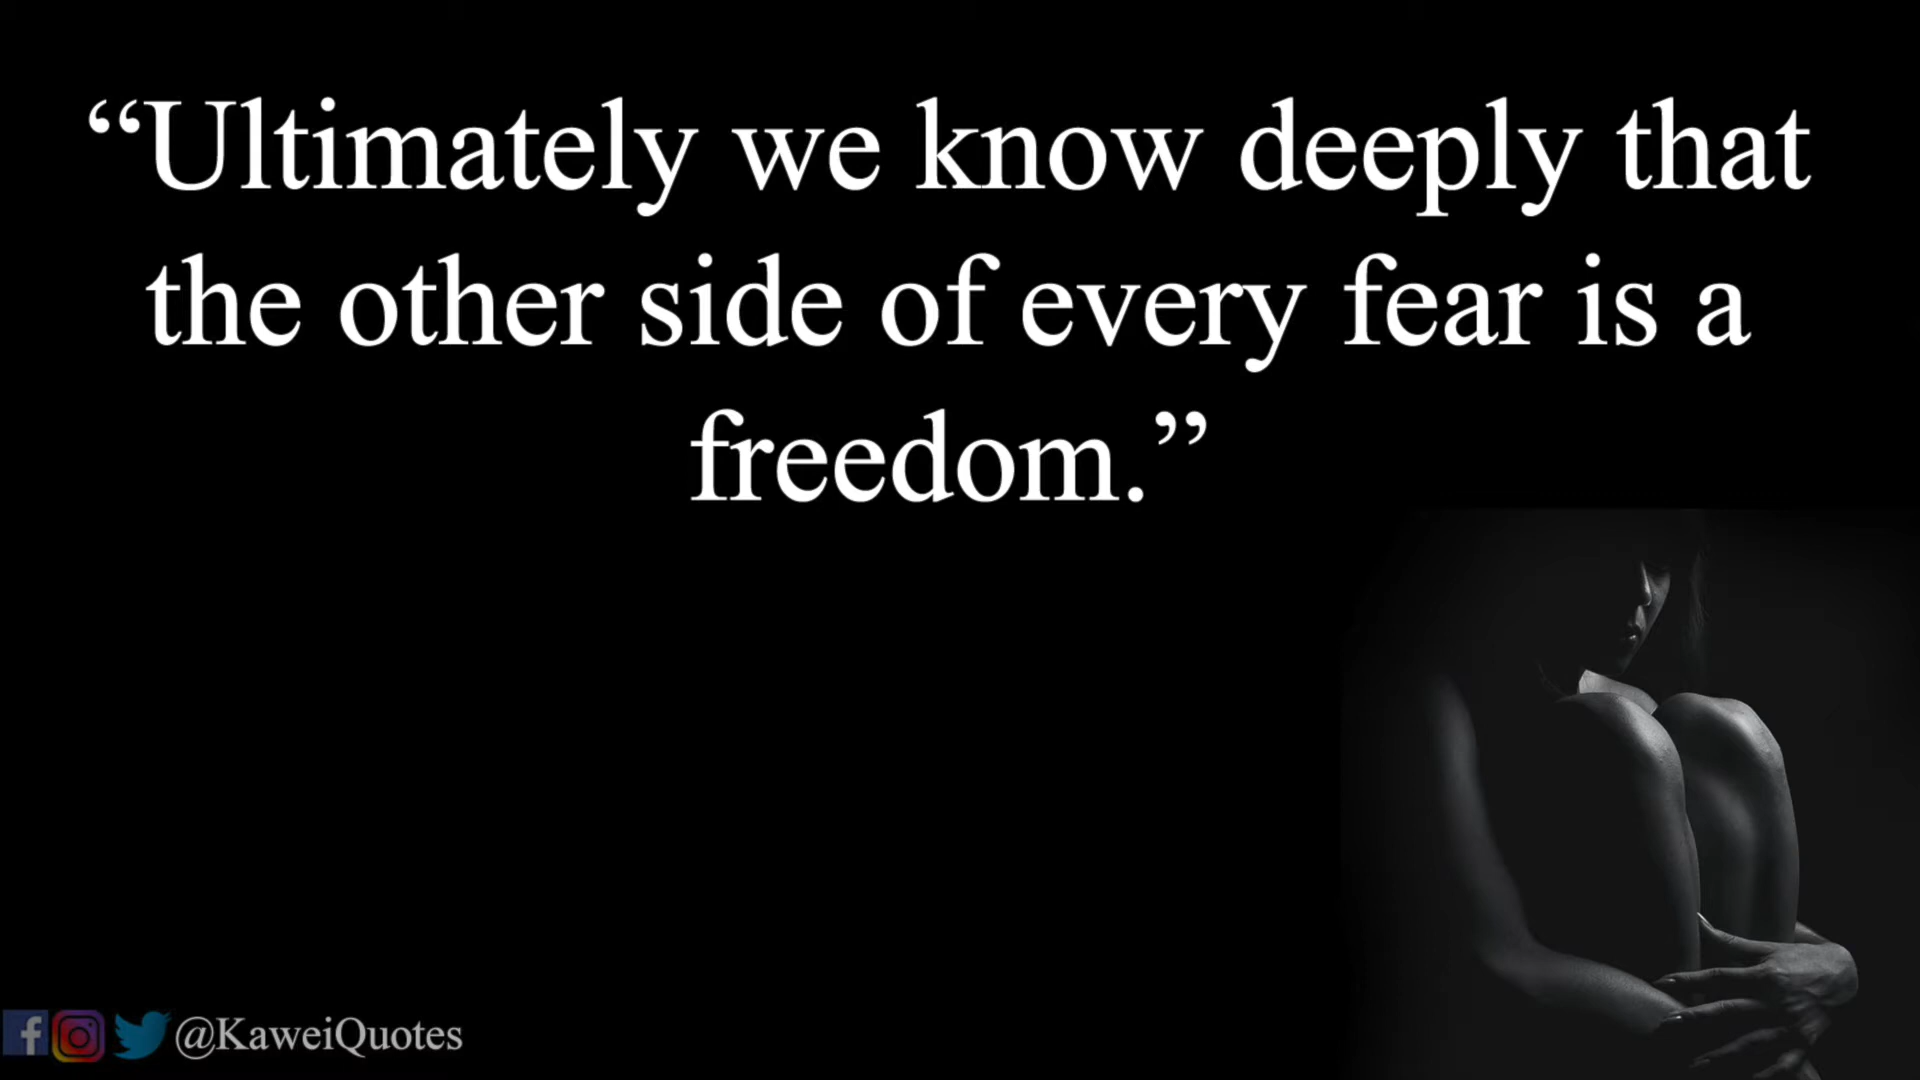 “Ultimately we know deeply that
the other side of every fear is a
freedom.”
@KaweiQuotes